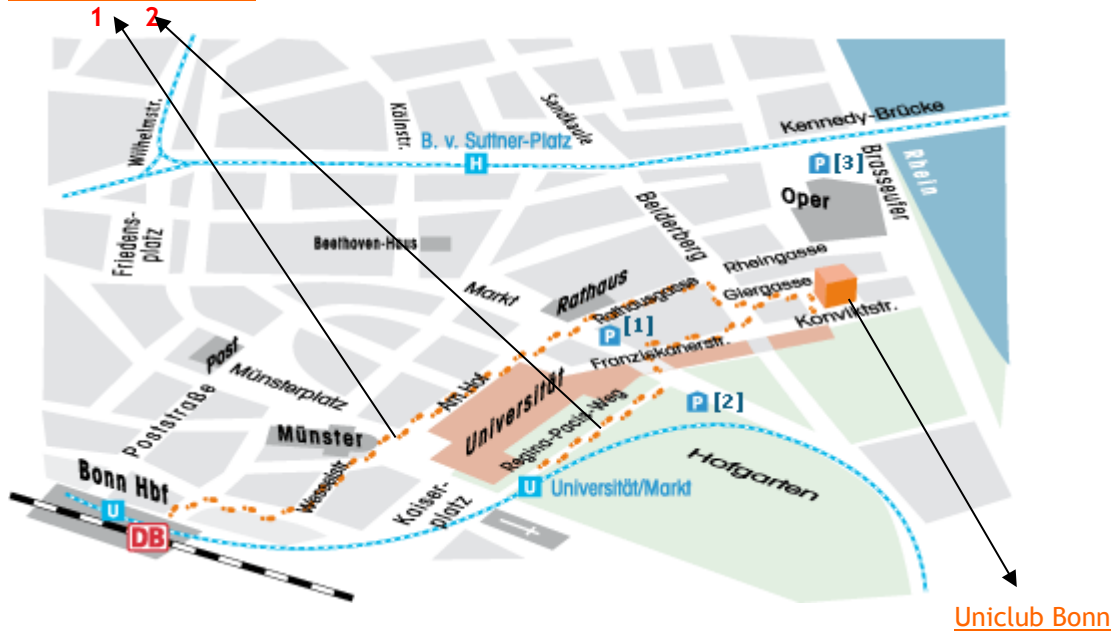 1 2
Wilhelmstr.
Kölnstr.
Sandkaule
B. v. Suttner-Platz
H
Kennedy-Brücke
P [3]
Brasseufer
Rhein
Oper
Friedens-
platz
Beethoven-Haus
Belderberg
Rheingasse
Giergasse
Konviktstr.
Markt
Rathaus
Rathausgasse
P [1]
Franziskanerstr.
Post
Münsterplatz
Poststraße
Am Hof
Universität
Regina-Pacis-Weg
P [2]
Münster
Wesselstr.
Bonn Hbf
U
DB
Kaiser-
platz
U Universität/Markt
Hofgarten
Uniclub Bonn